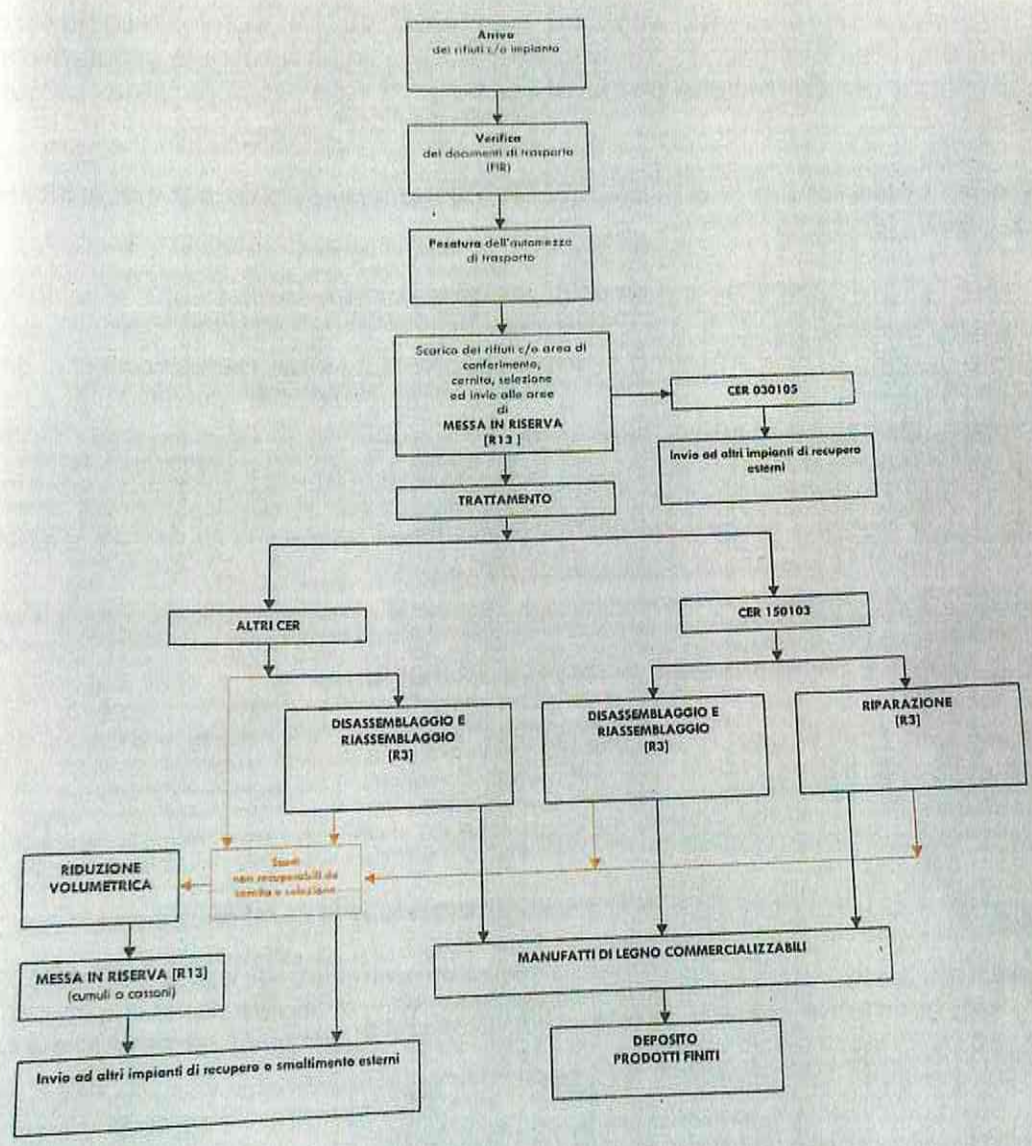 Arrivo
dei rifiuti c/o impianto
Verifica
dei documenti di trasporto
(FIR)
Pesatura dell'automezzo
di trasporto
Scarico dei rifiuti c/o area di
conferimento,
cernita, selezione
ed invio alle aree
di
MESSA IN RISERVA
[R13 ]
CER 030105
Invio ad altri impianti di recupero
esterni
TRATTAMENTO
ALTRI CER
CER 150103
DISASSEMBLAGGIO E
RIASSEMBLAGGIO
[R3]
DISASSEMBLAGGIO E
RIASSEMBLAGGIO
[R3]
RIPARAZIONE
[R3]
RIDUZIONE
VOLUMETRICA
Scarti
non recuperabili da
cernita e selezione
MESSA IN RISERVA [R13]
(cumuli o cassoni)
MANUFATTI DI LEGNO COMMERCIALIZZABILI
Invio ad altri impianti di recupero o smaltimento esterni
DEPOSITO
PRODOTTI FINITI